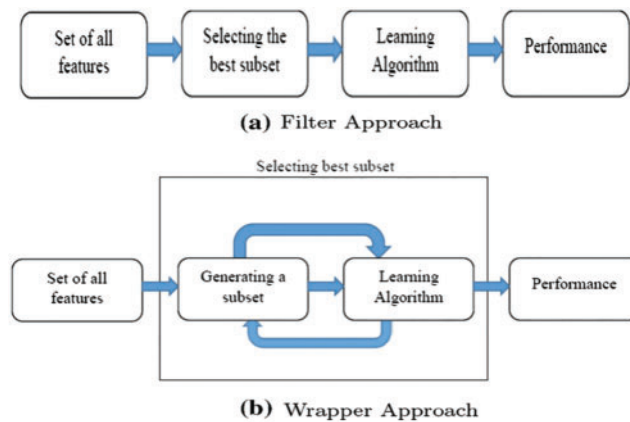 Set of all
features
Selecting the
best subset
Learning
Algorithm
Performance
(a) Filter Approach
Selecting best subset
Set of all
features
Generating a
subset
Learning
Algorithm
Performance
(b) Wrapper Approach